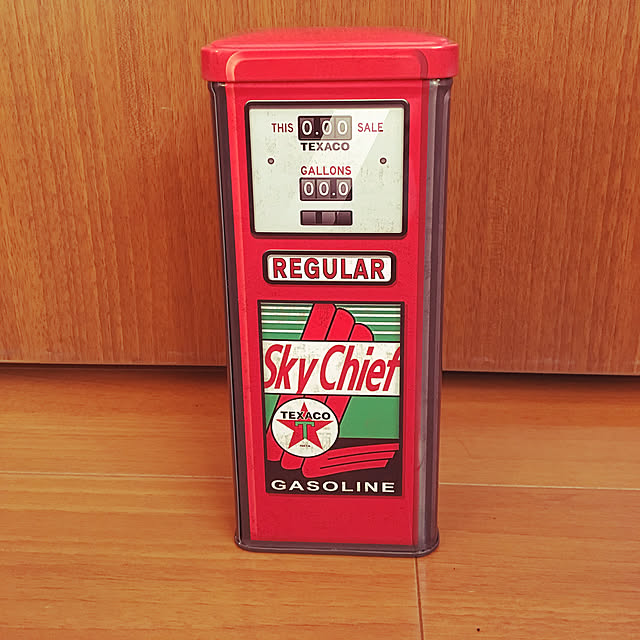 THIS 0.00 SALE
TEXACO
GALLONS
00.0
REGULAR
Sky Chief
TEXACO
T
GASOLINE